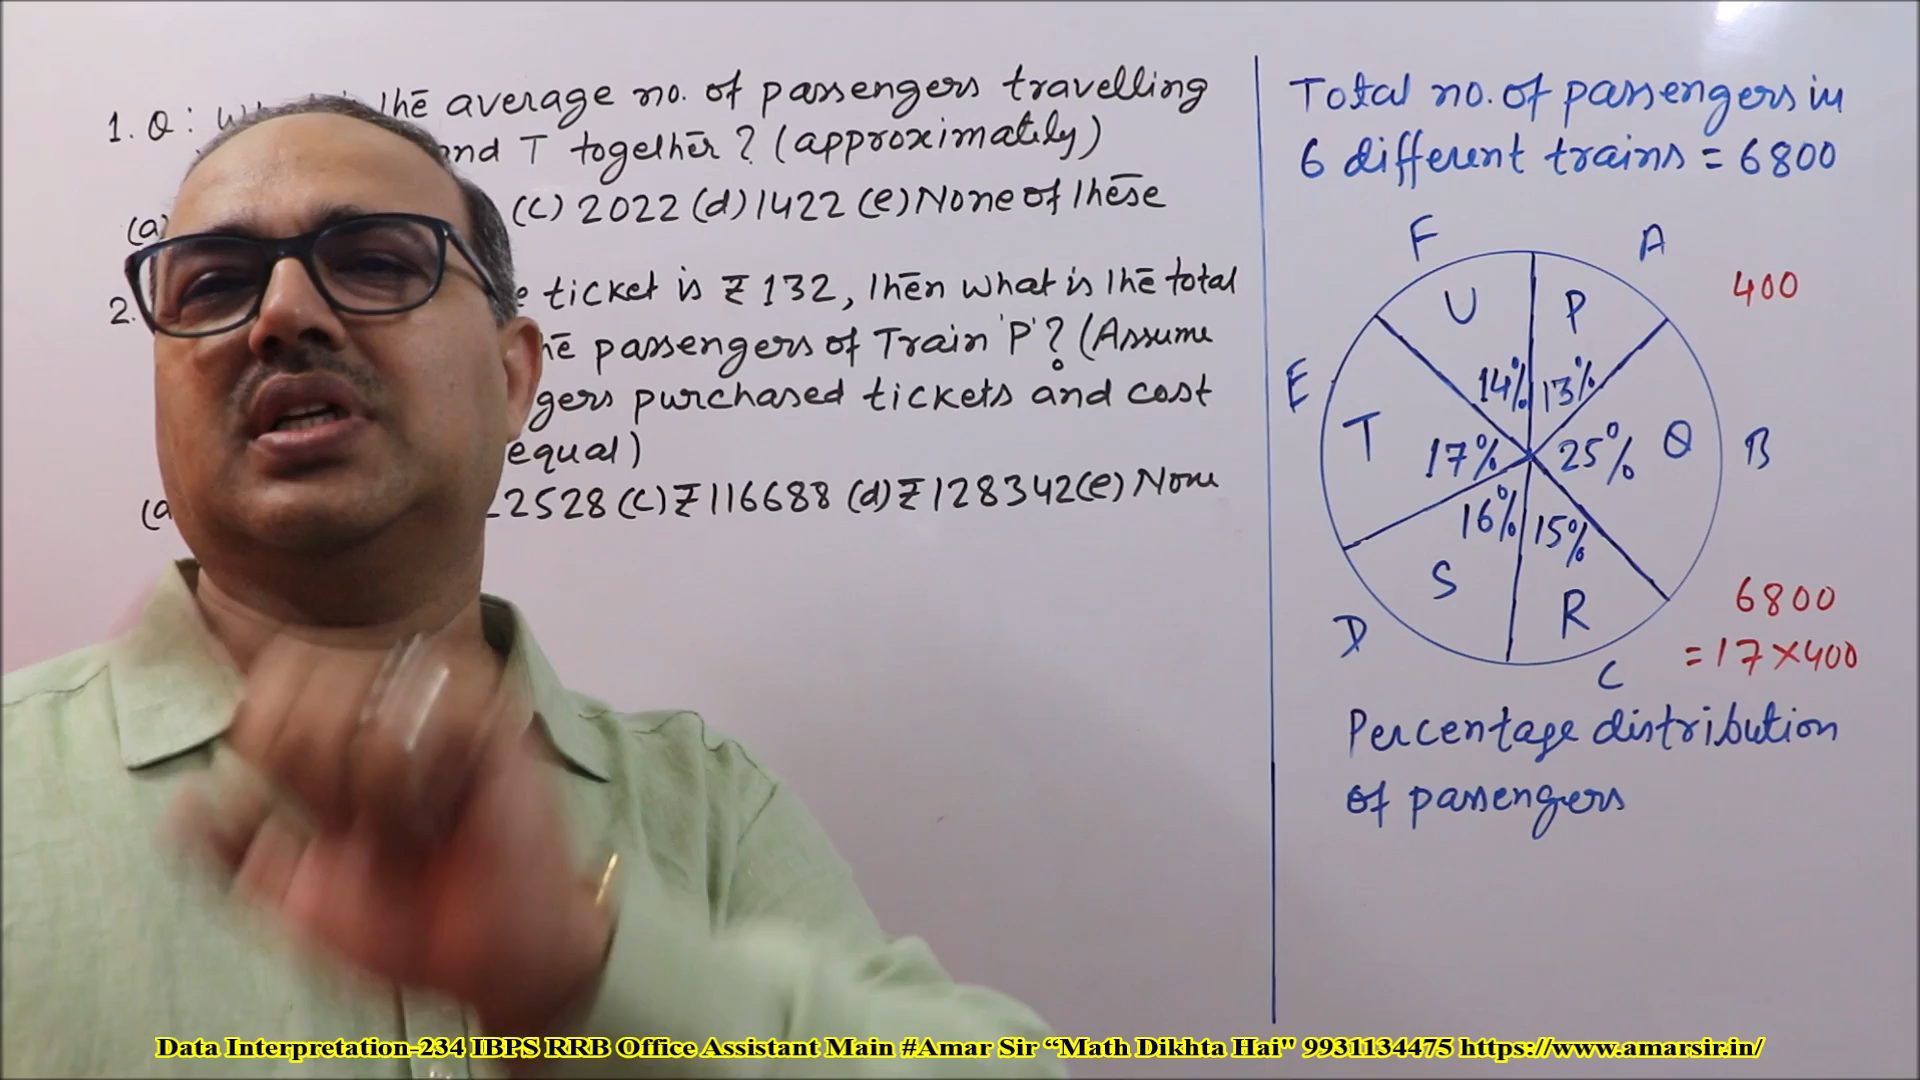 1. Q: the average no. of passengers travelling
and T together? (approximately)
(a) (c) 2022 (d) 1422 (e) None of these
2. ticket is ₹132, then what is the total
passengers of Train 'P'? (Assume
purchased tickets and cost
equal)
(a 2528 (c) ₹116688 (d) ₹128342 (e) None
Total no. of passengers in
6 different trains = 6800
F
A
400
U
P
E
14%
13%
T
17%
25%
Q
B
16%
15%
S
R
6800
D
= 17 × 400
C
Percentage distribution
of passengers
Data Interpretation-234 IBPS RRB Office Assistant Main #Amar Sir “Math Dikhta Hai" 9931134475 https://www.amarsir.in/